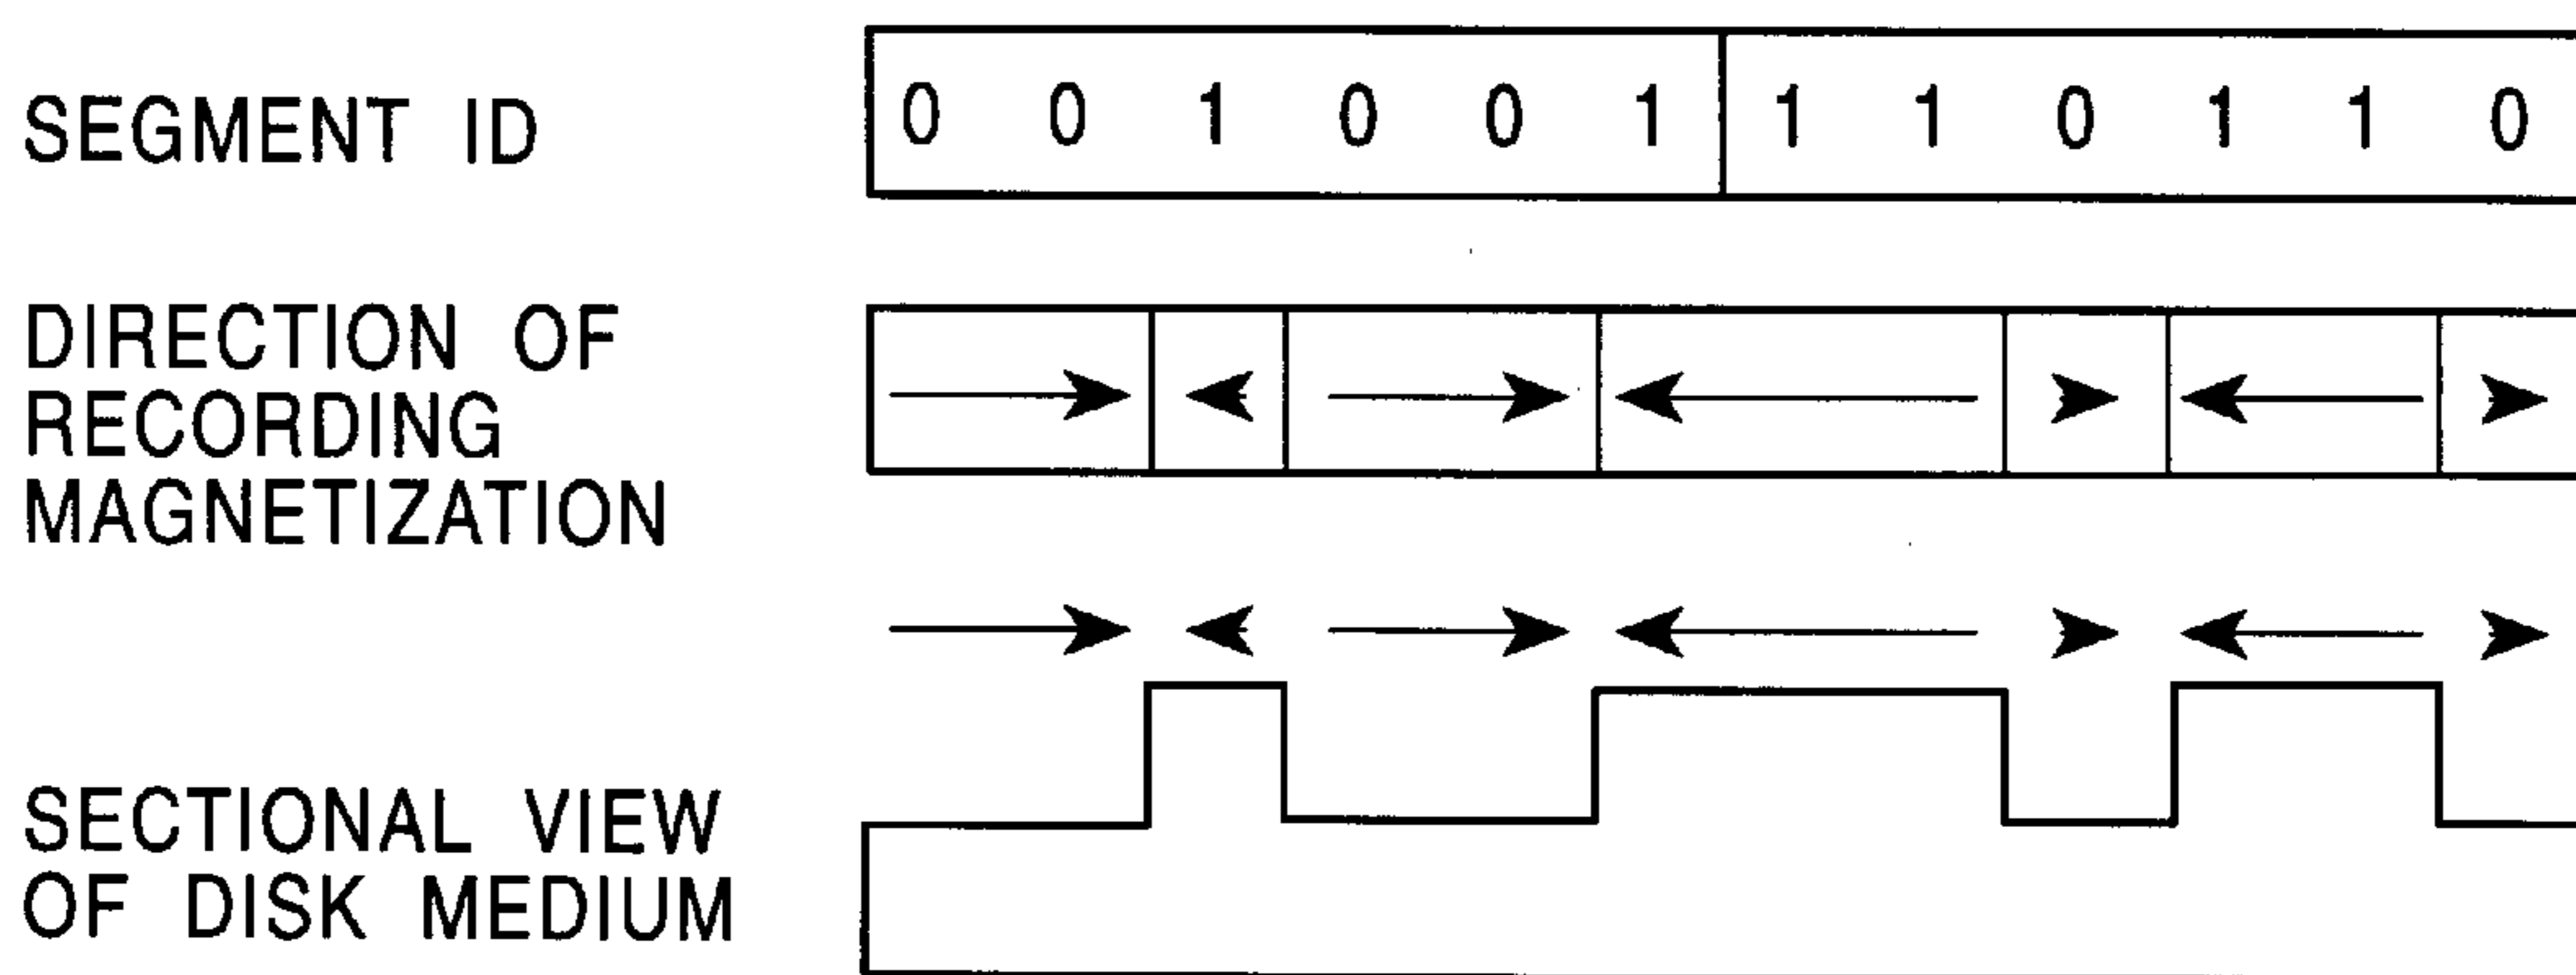 SEGMENT ID 0 0 1 0 0 1 1 1 0 1 1 0
DIRECTION OF
RECORDING
MAGNETIZATION
SECTIONAL VIEW
OF DISK MEDIUM